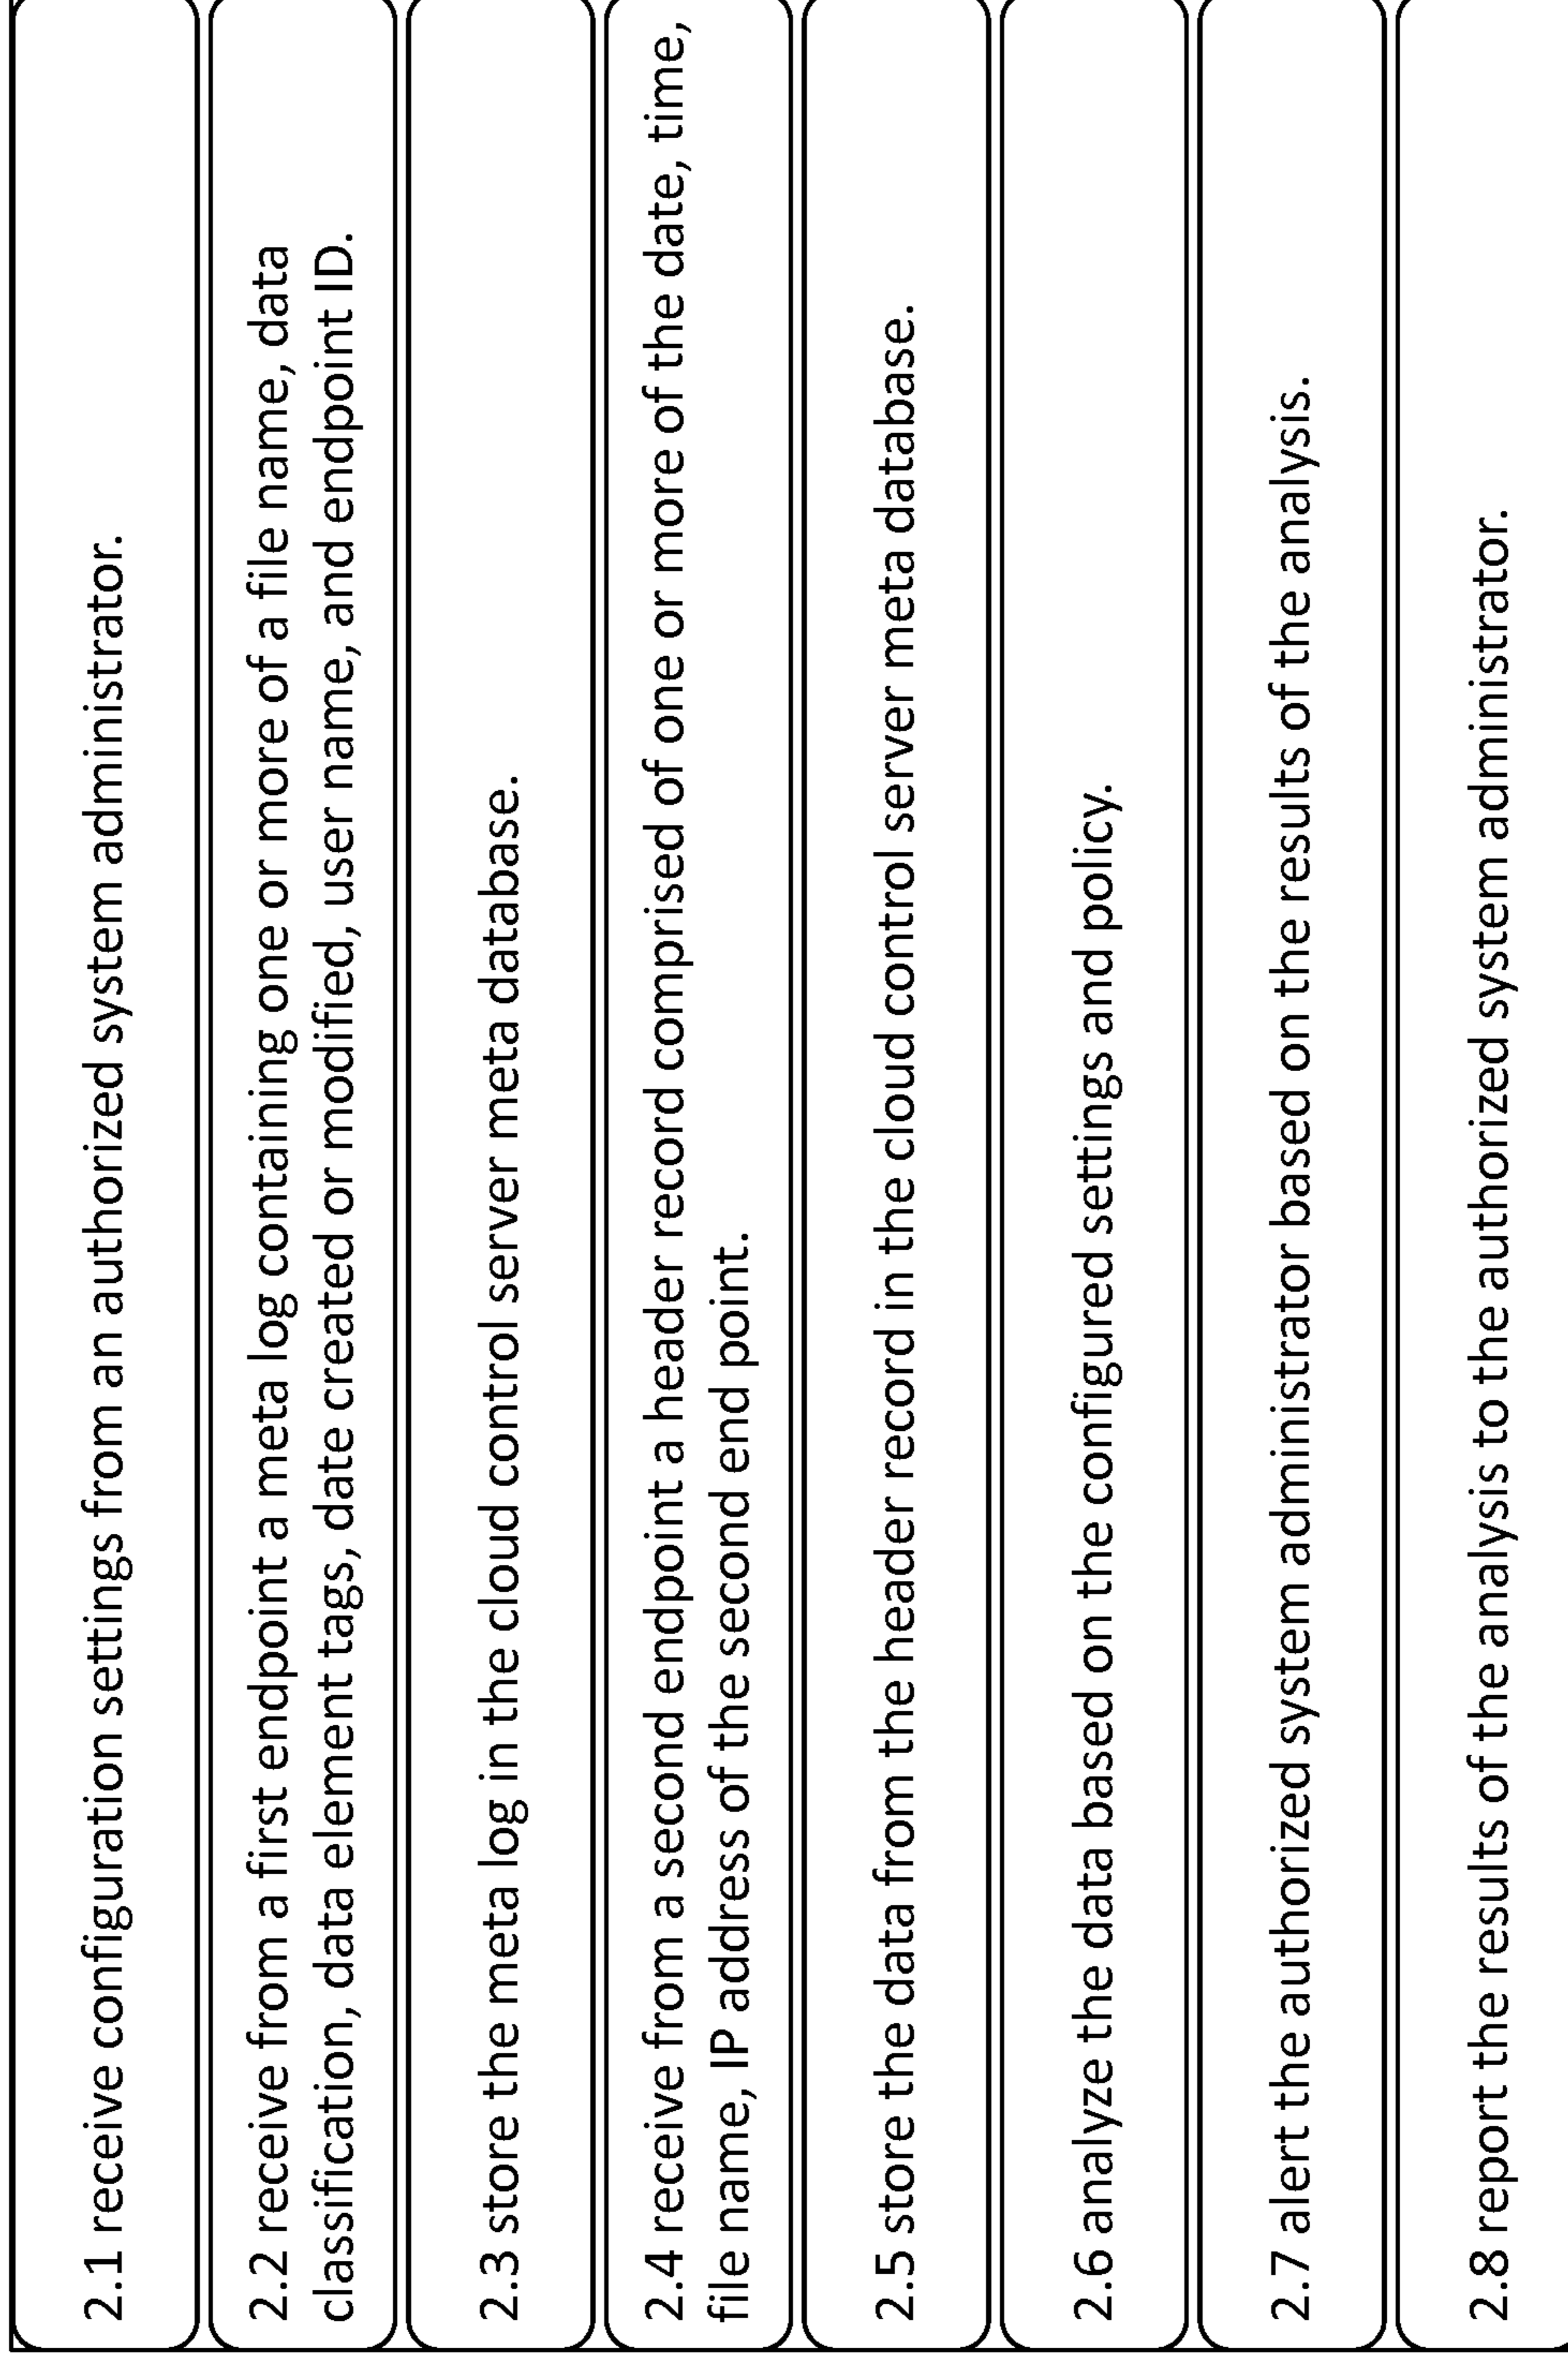 2.1 receive configuration settings from an authorized system administrator.
2.2 receive from a first endpoint a meta log containing one or more of a file name, data
classification, data element tags, date created or modified, user name, and endpoint ID.
2.3 store the meta log in the cloud control server meta database.
2.4 receive from a second endpoint a header record comprised of one or more of the date, time,
file name, IP address of the second end point.
2.5 store the data from the header record in the cloud control server meta database.
2.6 analyze the data based on the configured settings and policy.
2.7 alert the authorized system administrator based on the results of the analysis.
2.8 report the results of the analysis to the authorized system administrator.